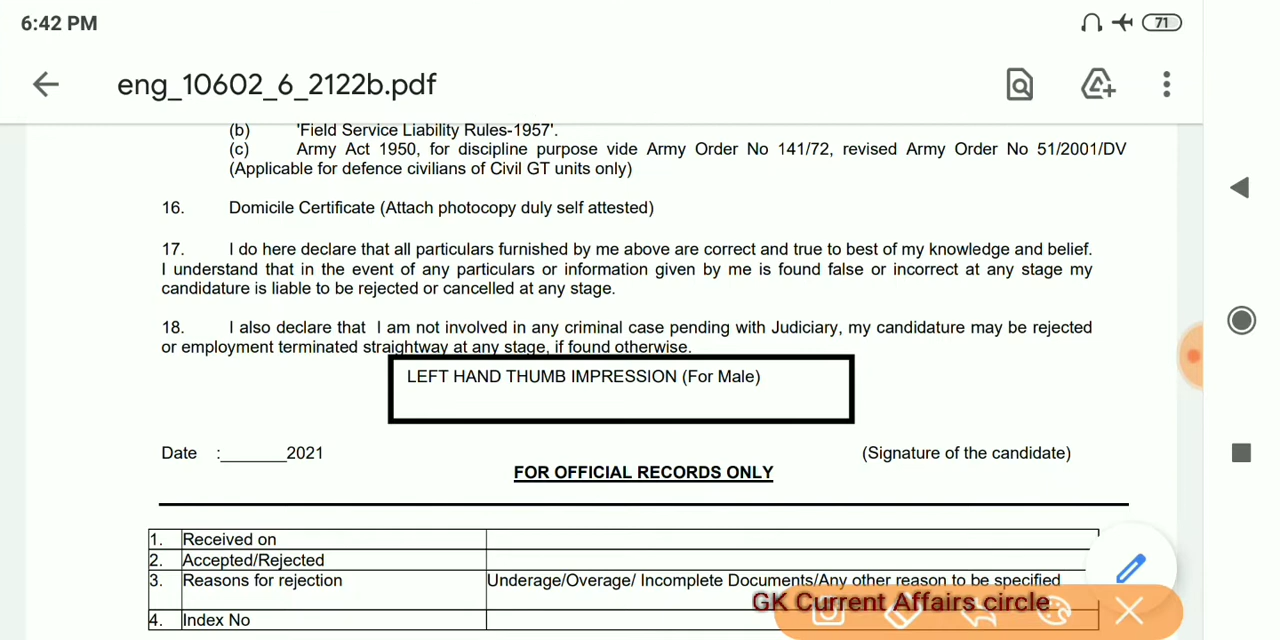 6:42 PM
71
eng_10602_6_2122b.pdf
(b) 'Field Service Liability Rules-1957'.
(c) Army Act 1950, for discipline purpose vide Army Order No 141/72, revised Army Order No 51/2001/DV
(Applicable for defence civilians of Civil GT units only)
16. Domicile Certificate (Attach photocopy duly self attested)
17. I do here declare that all particulars furnished by me above are correct and true to best of my knowledge and belief.
I understand that in the event of any particulars or information given by me is found false or incorrect at any stage my
candidature is liable to be rejected or cancelled at any stage.
18. I also declare that I am not involved in any criminal case pending with Judiciary, my candidature may be rejected
or employment terminated straightway at any stage, if found otherwise.
LEFT HAND THUMB IMPRESSION (For Male)
Date :_______2021 (Signature of the candidate)
FOR OFFICIAL RECORDS ONLY
1. Received on
2. Accepted/Rejected
3. Reasons for rejection Underage/Overage/ Incomplete Documents/Any other reason to be specified
GK Current Affairs circle
4. Index No